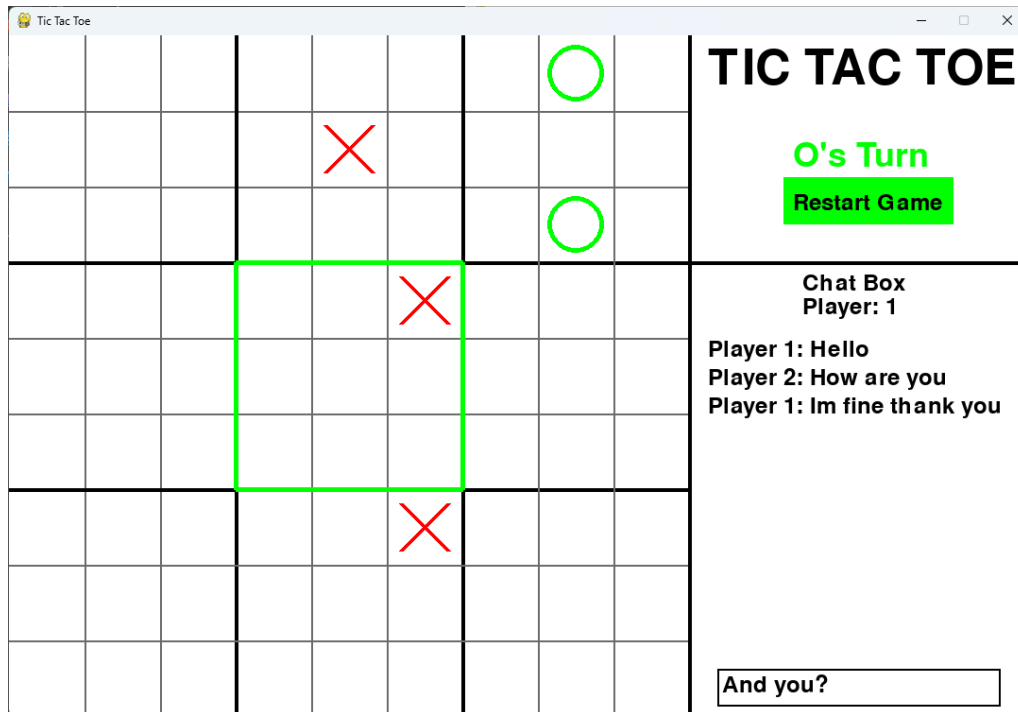 Tic Tac Toe
TIC TAC TOE
O's Turn
Restart Game
Chat Box
Player: 1
Player 1: Hello
Player 2: How are you
Player 1: Im fine thank you
And you?